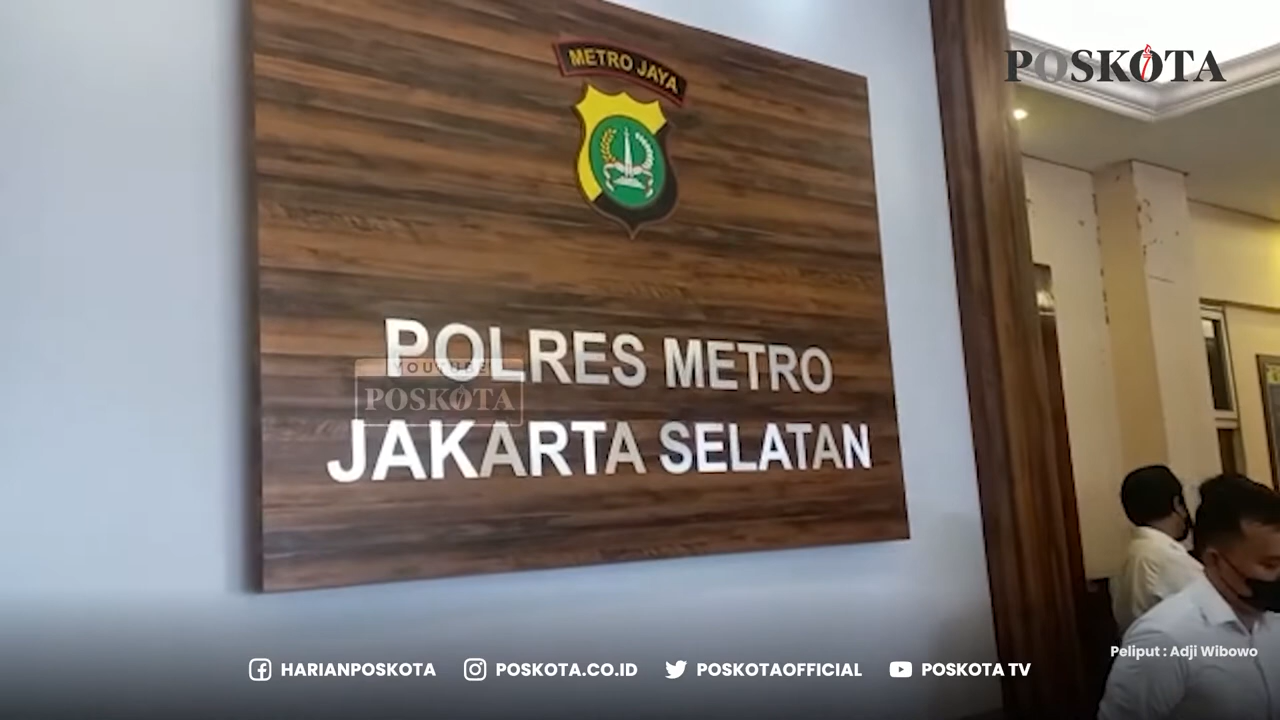 POSKOTA
METRO JAYA
POLRES METRO
YOUTUBE
POSKOTA
JAKARTA SELATAN
Peliput : Adji Wibowo
HARIANPOSKOTA
POSKOTA.CO.ID
POSKOTAOFFICIAL
POSKOTA TV